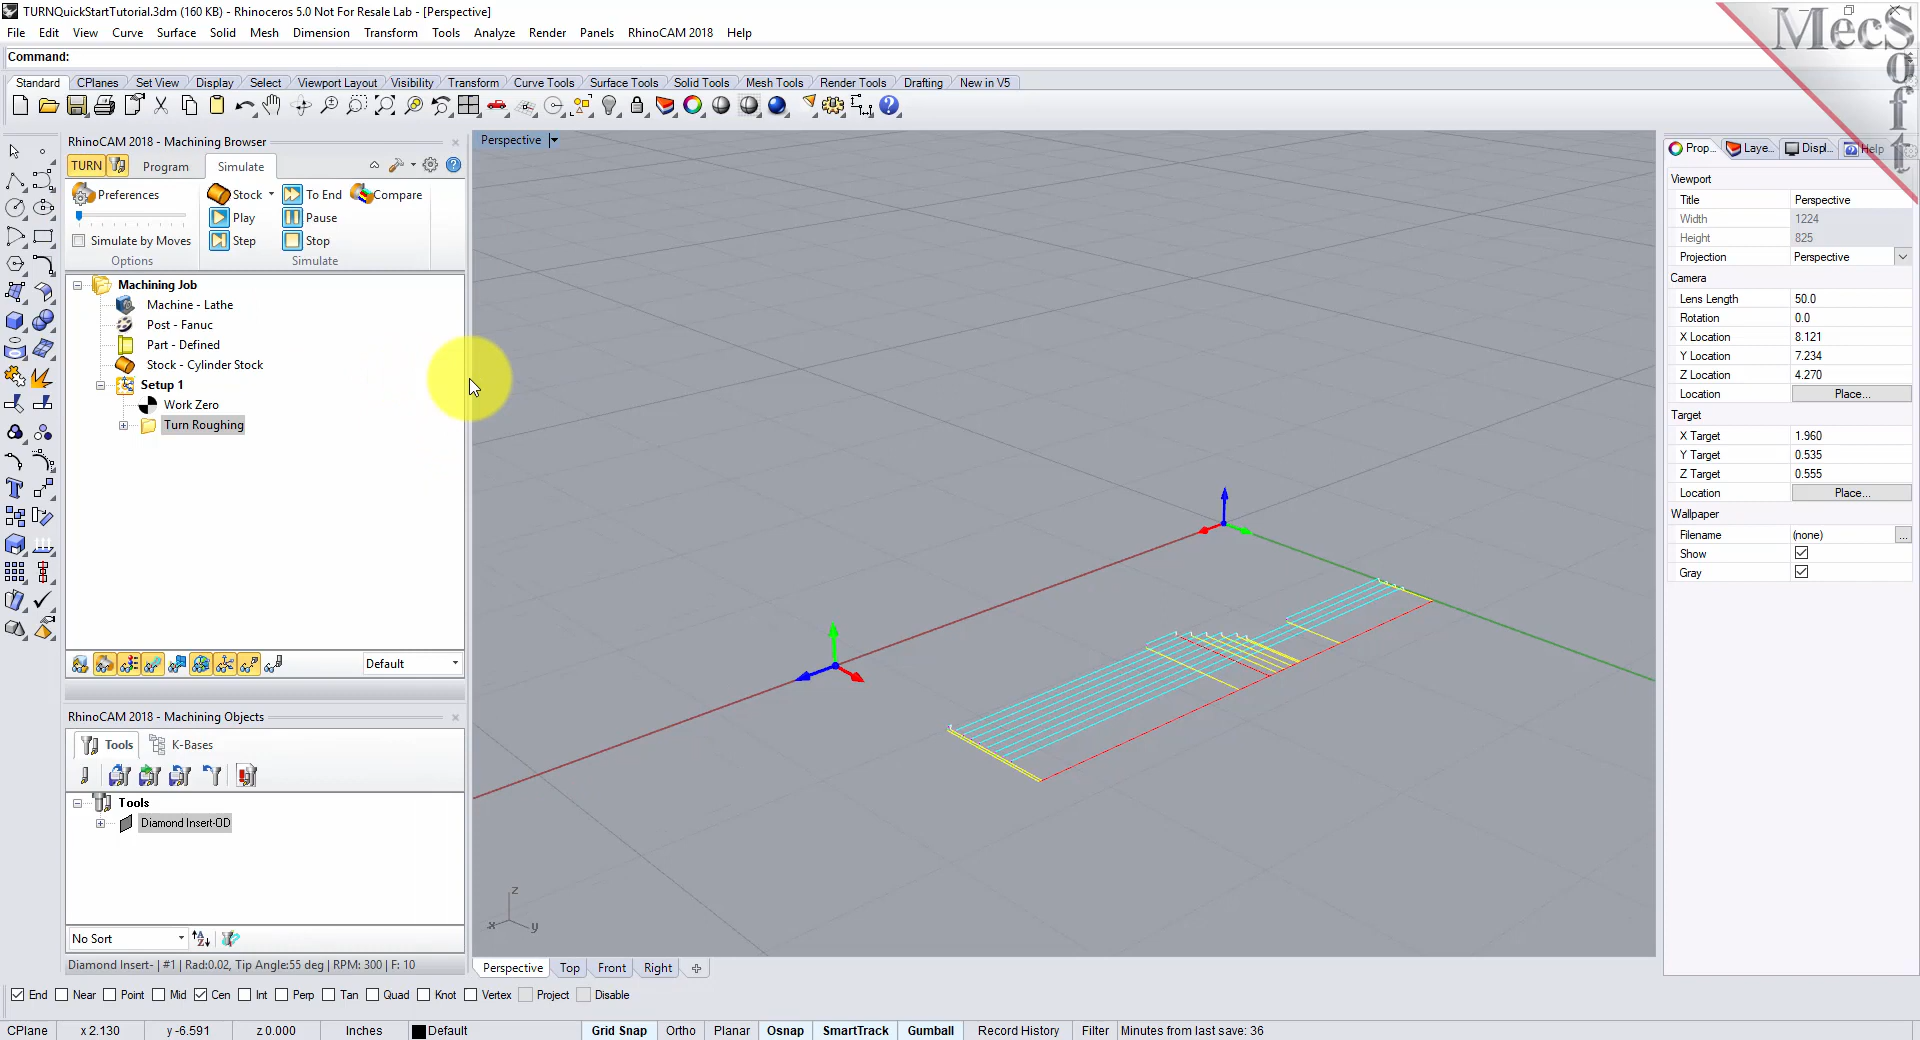 TURNQuickStartTutorial.3dm (160 KB) - Rhinoceros 5.0 Not For Resale Lab - [Perspective]
File Edit View Curve Surface Solid Mesh Dimension Transform Tools Analyze Render Panels RhinoCAM 2018 Help
Command:
Standard CPlanes Set View Display Select Viewport Layout Visibility Transform Curve Tools Surface Tools Solid Tools Mesh Tools Render Tools Drafting New in V5
MecSoft
RhinoCAM 2018 - Machining Browser
TURN Program Simulate
Preferences Stock To End Compare
Play Pause
Simulate by Moves Step Stop
Options Simulate
Machining Job
Machine - Lathe
Post - Fanuc
Part - Defined
Stock - Cylinder Stock
Setup 1
Work Zero
Turn Roughing
Default
RhinoCAM 2018 - Machining Objects
Tools K-Bases
Tools
Diamond Insert-OD
No Sort
Diamond Insert- | #1 | Rad:0.02, Tip Angle:55 deg | RPM: 300 | F: 10
Perspective
z
x y
Perspective Top Front Right
Prop... Laye... Displ... Help
Viewport
Title Perspective
Width 1224
Height 825
Projection Perspective
Camera
Lens Length 50.0
Rotation 0.0
X Location 8.121
Y Location 7.234
Z Location 4.270
Location Place...
Target
X Target 1.960
Y Target 0.535
Z Target 0.555
Location Place...
Wallpaper
Filename (none) ...
Show
Gray
End Near Point Mid Cen Int Perp Tan Quad Knot Vertex Project Disable
CPlane x 2.130 y -6.591 z 0.000 Inches Default Grid Snap Ortho Planar Osnap SmartTrack Gumball Record History Filter Minutes from last save: 36